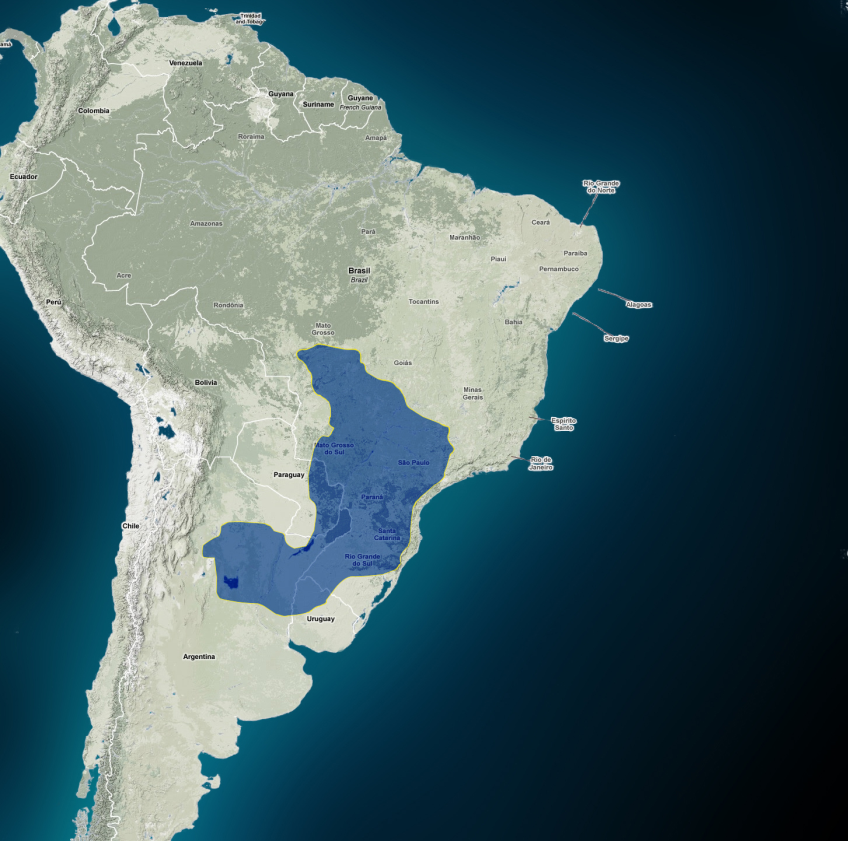 Trinidad
and Tobago
Venezuela
Guyana
Guyane
French Guiana
Suriname
Colombia
Roraima
Amapá
Ecuador
Rio Grande
do Norte
Amazonas
Pará
Maranhão
Ceará
Piauí
Paraíba
Pernambuco
Brasil
Brazil
Acre
Perú
Rondônia
Tocantins
Alagoas
Mato
Grosso
Bahia
Sergipe
Goiás
Bolivia
Minas
Gerais
Espírito
Santo
Mato Grosso
do Sul
São Paulo
Rio de
Janeiro
Paraguay
Paraná
Chile
Santa
Catarina
Rio Grande
do Sul
Uruguay
Argentina